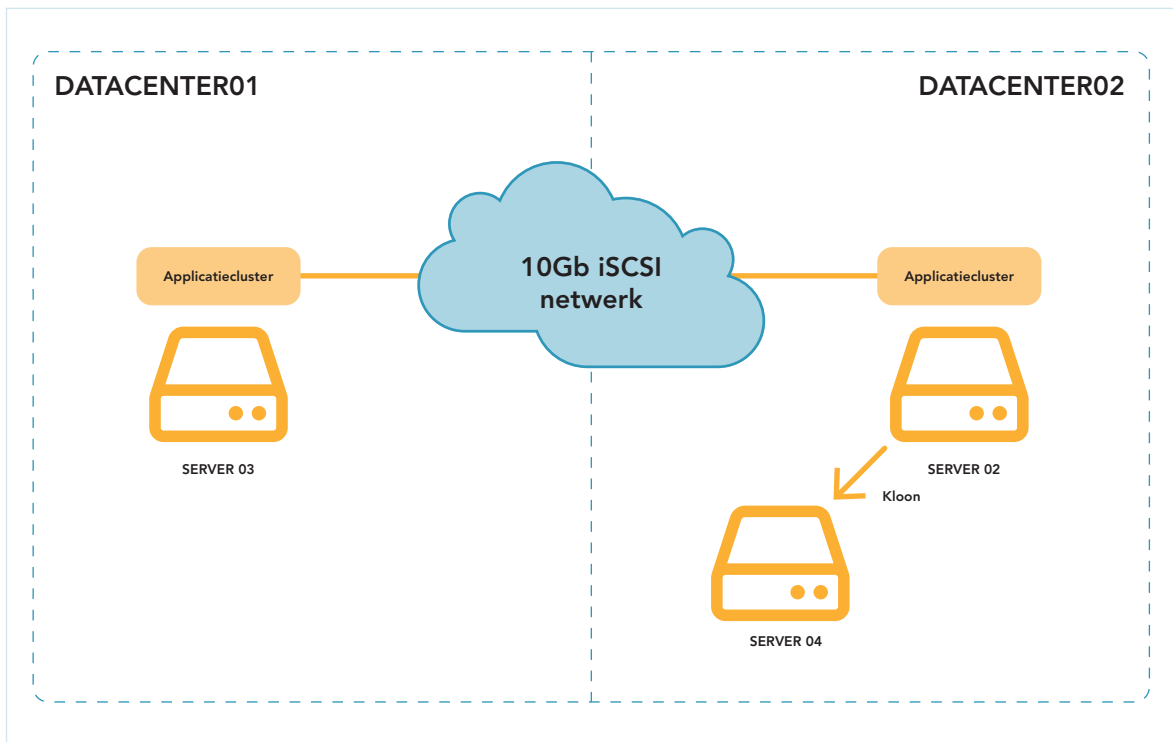 DATACENTER01
DATACENTER02
10Gb iSCSI
netwerk
Applicatiecluster
Applicatiecluster
SERVER 03
SERVER 02
Kloon
SERVER 04